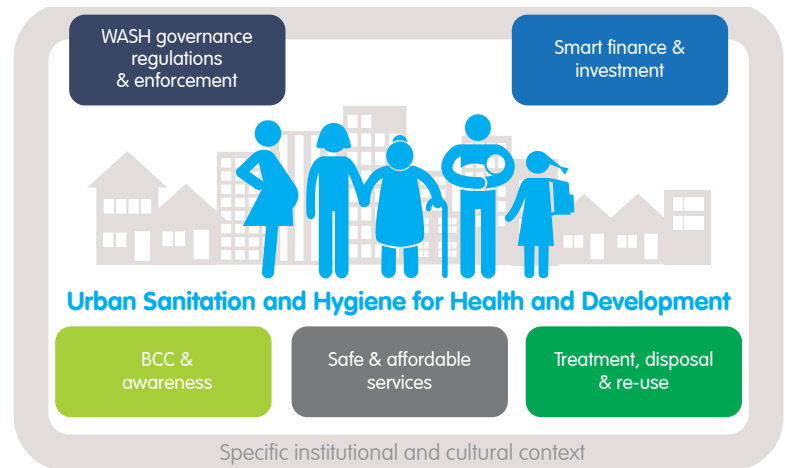 WASH governance
regulations
& enforcement
Smart finance &
investment
Urban Sanitation and Hygiene for Health and Development
BCC &
awareness
Safe & affordable
services
Treatment, disposal
& re-use
Specific institutional and cultural context